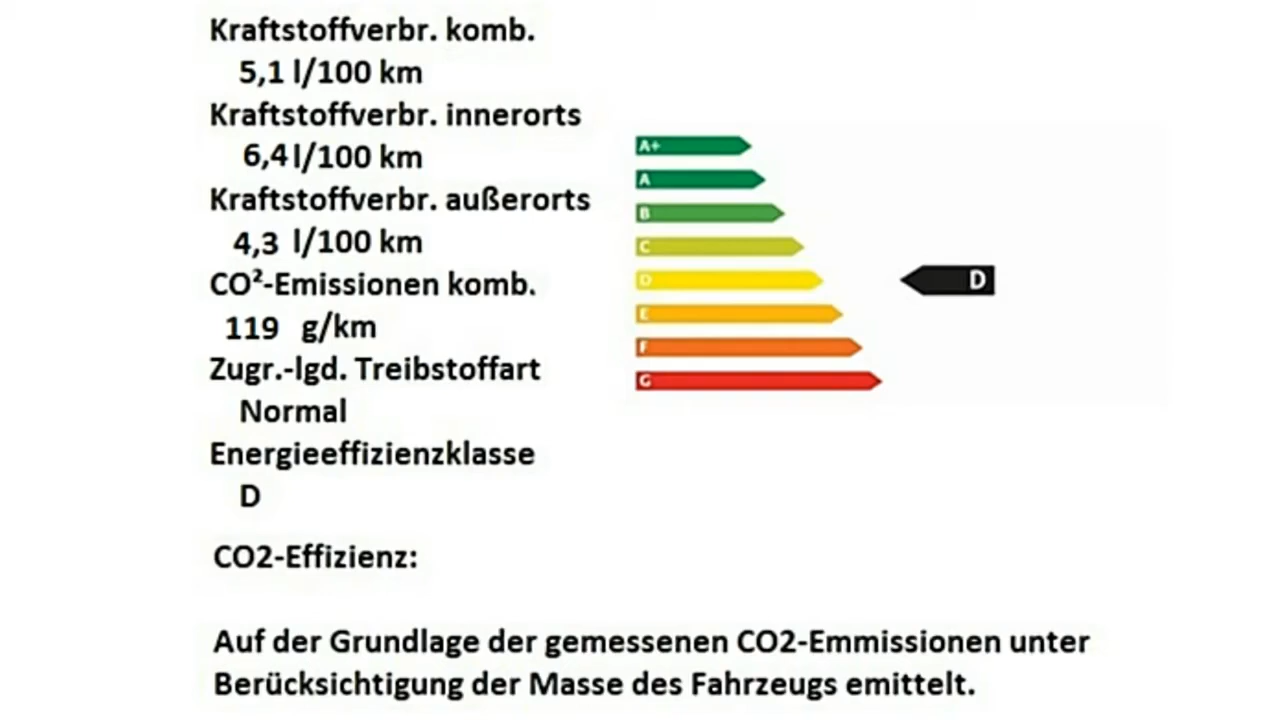 Kraftstoffverbr. komb.
5,1 l/100 km
Kraftstoffverbr. innerorts
6,4 l/100 km
Kraftstoffverbr. außerorts
4,3 l/100 km
CO²-Emissionen komb.
119 g/km
Zugr.-lgd. Treibstoffart
Normal
Energieeffizienzklasse
D
A+
A
B
C
D
D
E
F
G
CO2-Effizienz:
Auf der Grundlage der gemessenen CO2-Emmissionen unter
Berücksichtigung der Masse des Fahrzeugs emittelt.